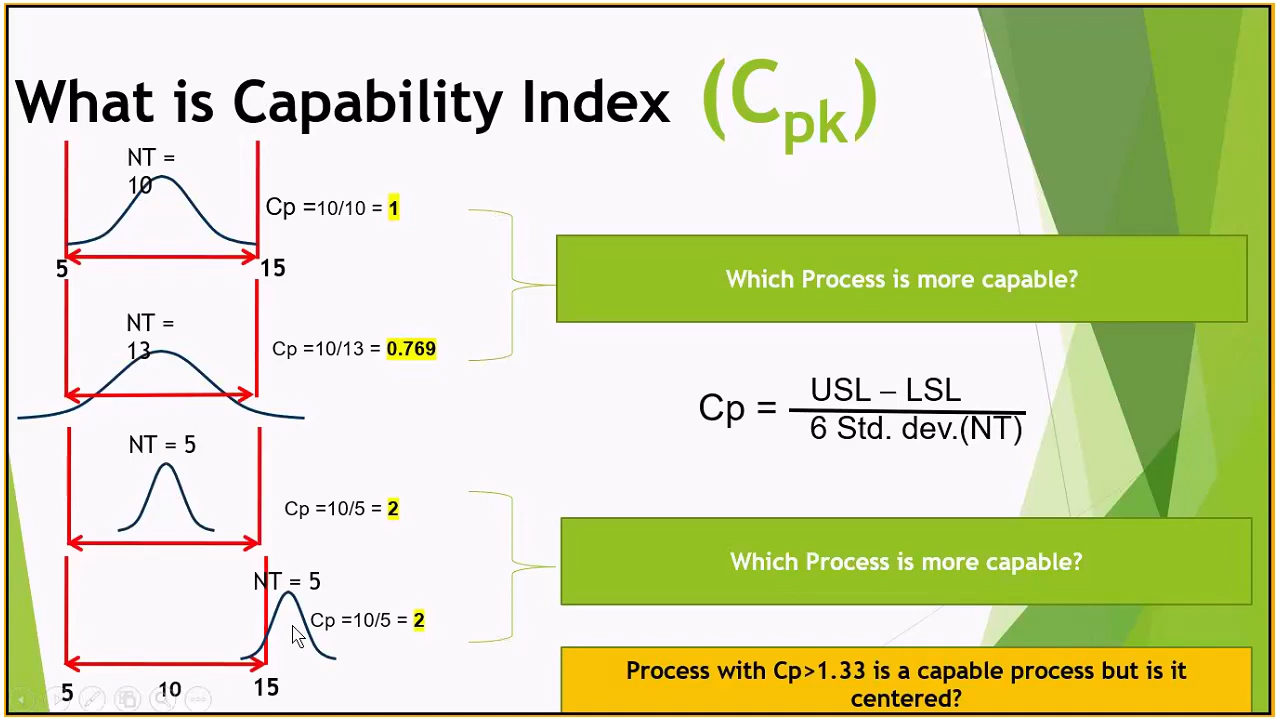 What is Capability Index (Cpk)
NT =
10
Cp =10/10 = 1
5
15
Which Process is more capable?
NT =
13
Cp =10/13 = 0.769
USL – LSL
Cp =
6 Std. dev.(NT)
NT = 5
Cp =10/5 = 2
Which Process is more capable?
NT = 5
Cp =10/5 = 2
5
10
15
Process with Cp>1.33 is a capable process but is it
centered?